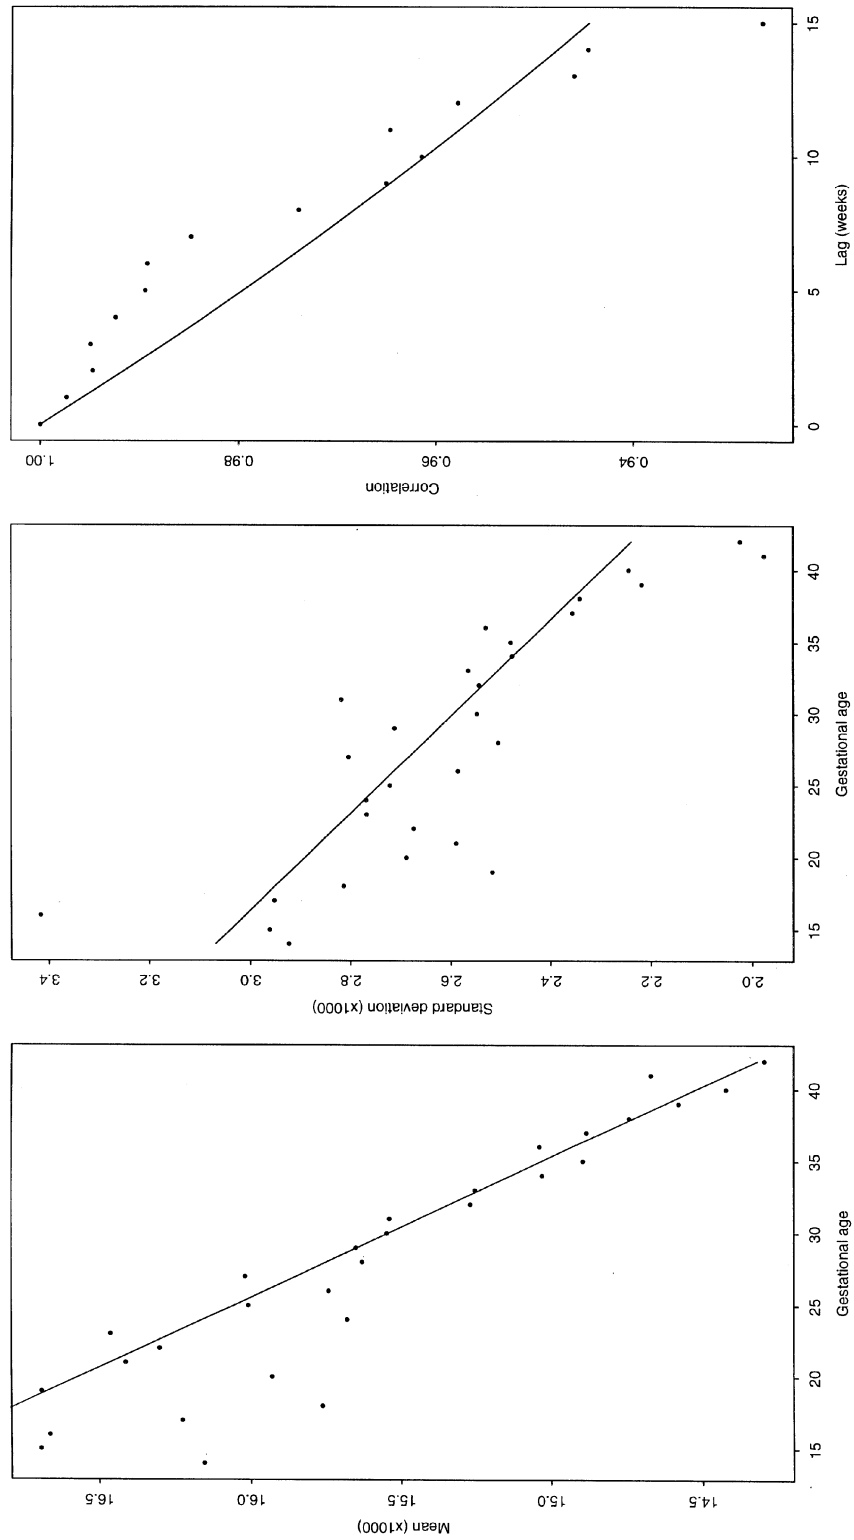 Mean (x1000)
16.5
16.0
15.5
15.0
14.5
15 20 25 30 35 40
Gestational age
Standard deviation (x1000)
3.4
3.2
3.0
2.8
2.6
2.4
2.2
2.0
15 20 25 30 35 40
Gestational age
Correlation
1.00
0.98
0.96
0.94
0 5 10 15
Lag (weeks)